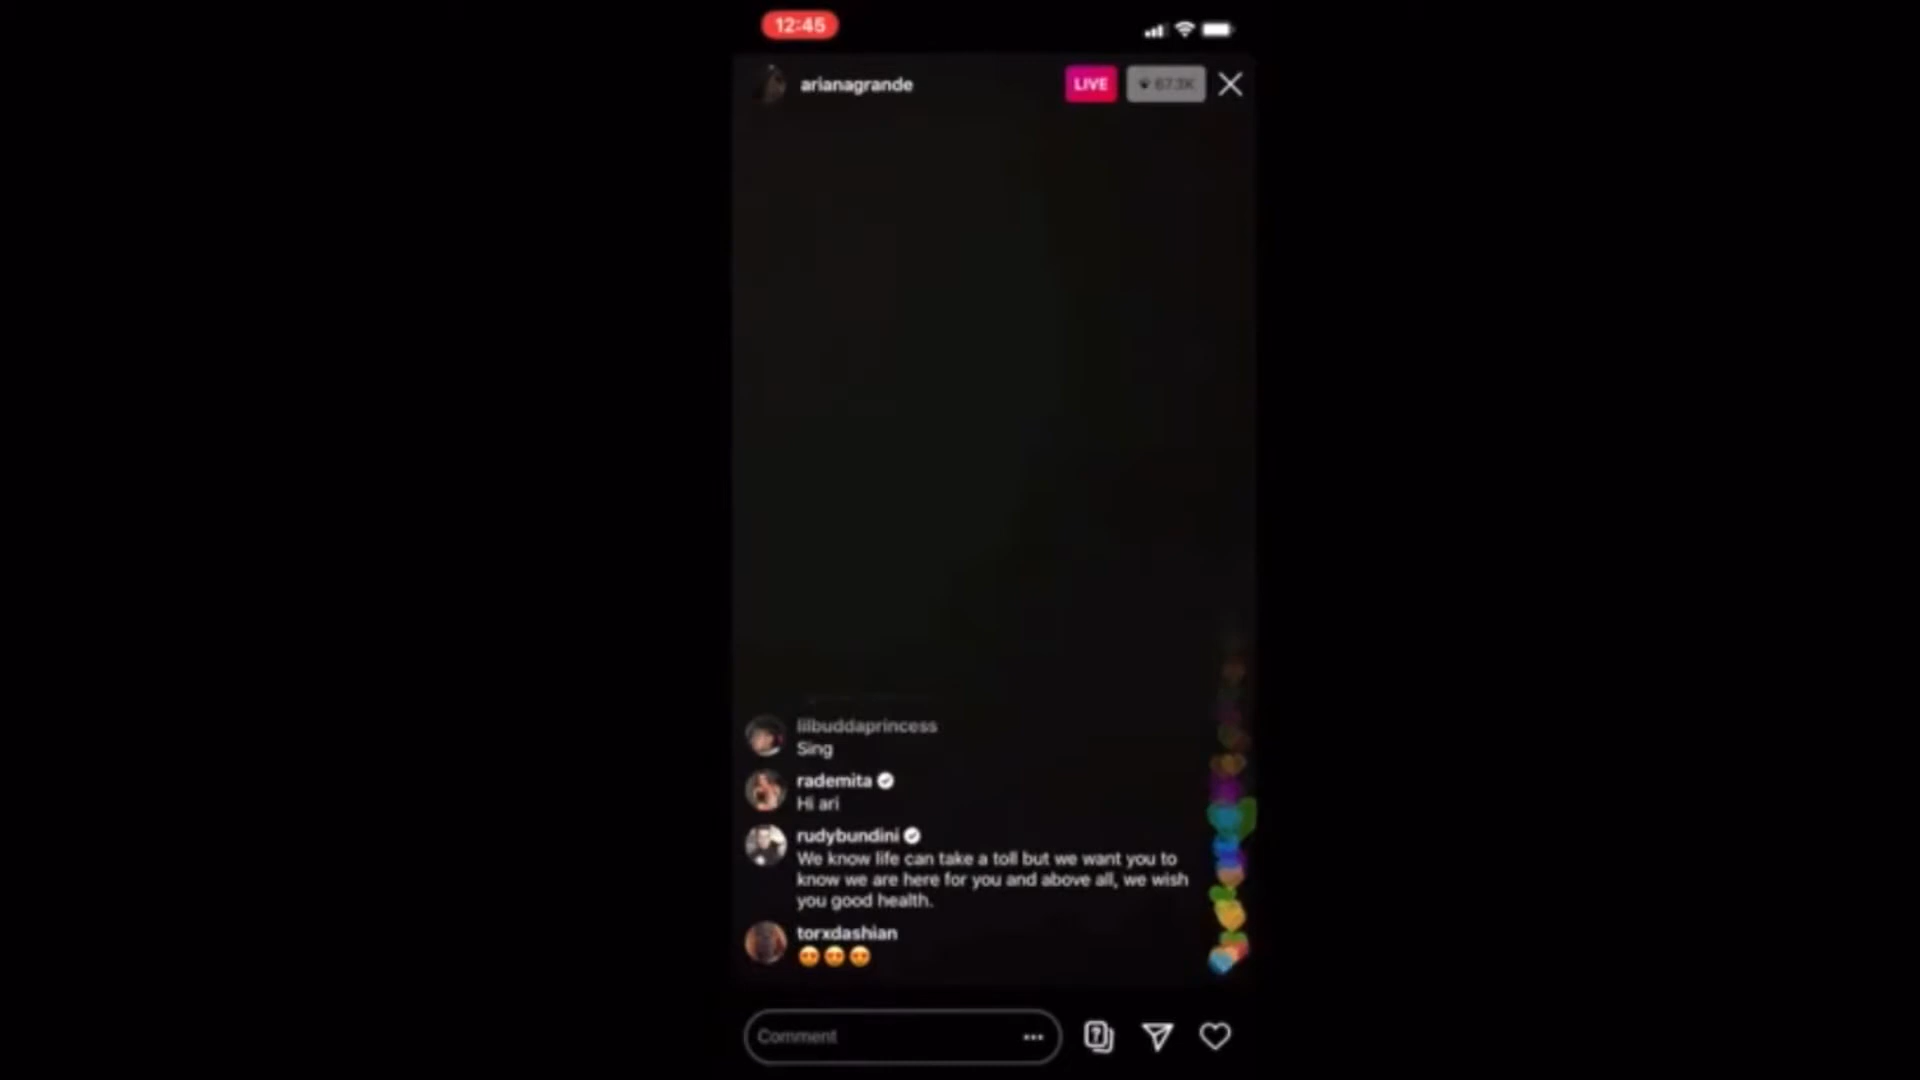 12:45
arianagrande
LIVE
67.3K
lilbuddaprincess
Sing
rademita
Hi ari
rudybundini
We know life can take a toll but we want you to
know we are here for you and above all, we wish
you good health.
torxdashian
😍😍😍
Comment